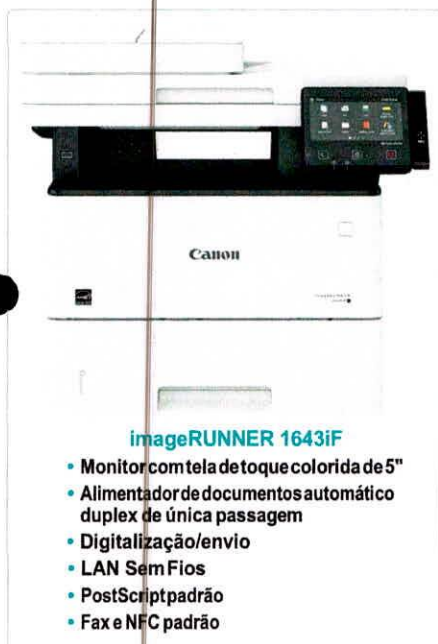 Canon
imageRUNNER 1643iF
• Monitor com tela de toque colorida de 5"
• Alimentador de documentos automático
duplex de única passagem
• Digitalização/envio
• LAN Sem Fios
• PostScript padrão
• Fax e NFC padrão